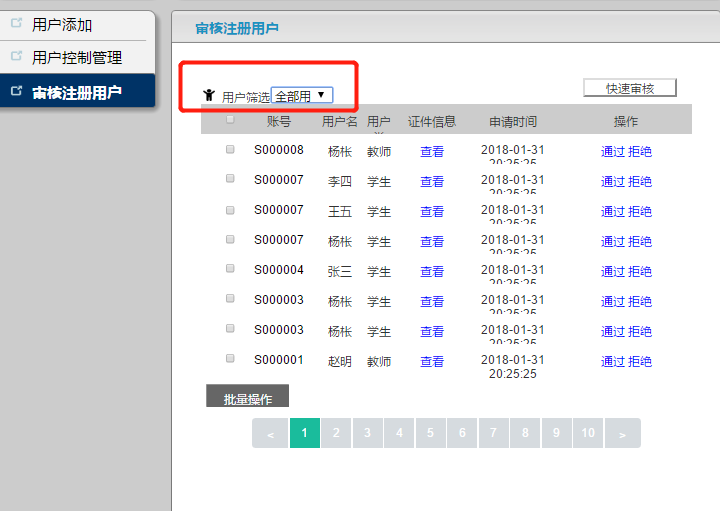 用户添加
用户控制管理
审核注册用户
审核注册用户
用户筛选 全部用
快速审核
账号 用户名 用户 证件信息 申请时间 操作
S000008 杨枨 教师 查看 2018-01-31 20:25:25 通过 拒绝
S000007 李四 学生 查看 2018-01-31 20:25:25 通过 拒绝
S000007 王五 学生 查看 2018-01-31 20:25:25 通过 拒绝
S000007 杨枨 学生 查看 2018-01-31 20:25:25 通过 拒绝
S000004 张三 学生 查看 2018-01-31 20:25:25 通过 拒绝
S000003 杨枨 学生 查看 2018-01-31 20:25:25 通过 拒绝
S000003 杨枨 学生 查看 2018-01-31 20:25:25 通过 拒绝
S000001 赵明 教师 查看 2018-01-31 20:25:25 通过 拒绝
批量操作
< 1 2 3 4 5 6 7 8 9 10 >